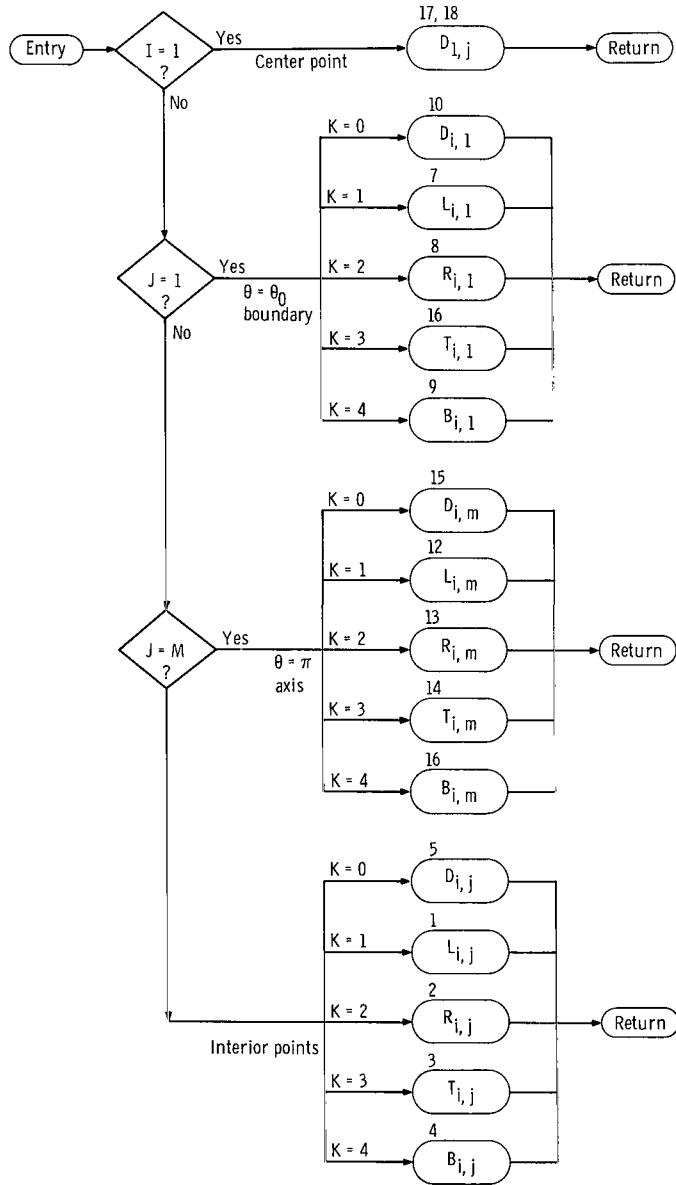 17, 18
Entry
I = 1
?
Yes
Center point
D1, j
Return
No
10
K = 0
Di, 1
7
K = 1
Li, 1
8
J = 1
?
Yes
θ = θ0
boundary
K = 2
Ri, 1
Return
No
16
K = 3
Ti, 1
9
K = 4
Bi, 1
15
K = 0
Di, m
12
K = 1
Li, m
13
J = M
?
Yes
θ = π
axis
K = 2
Ri, m
Return
14
K = 3
Ti, m
16
K = 4
Bi, m
5
K = 0
Di, j
1
K = 1
Li, j
2
K = 2
Ri, j
Return
Interior points
3
K = 3
Ti, j
4
K = 4
Bi, j